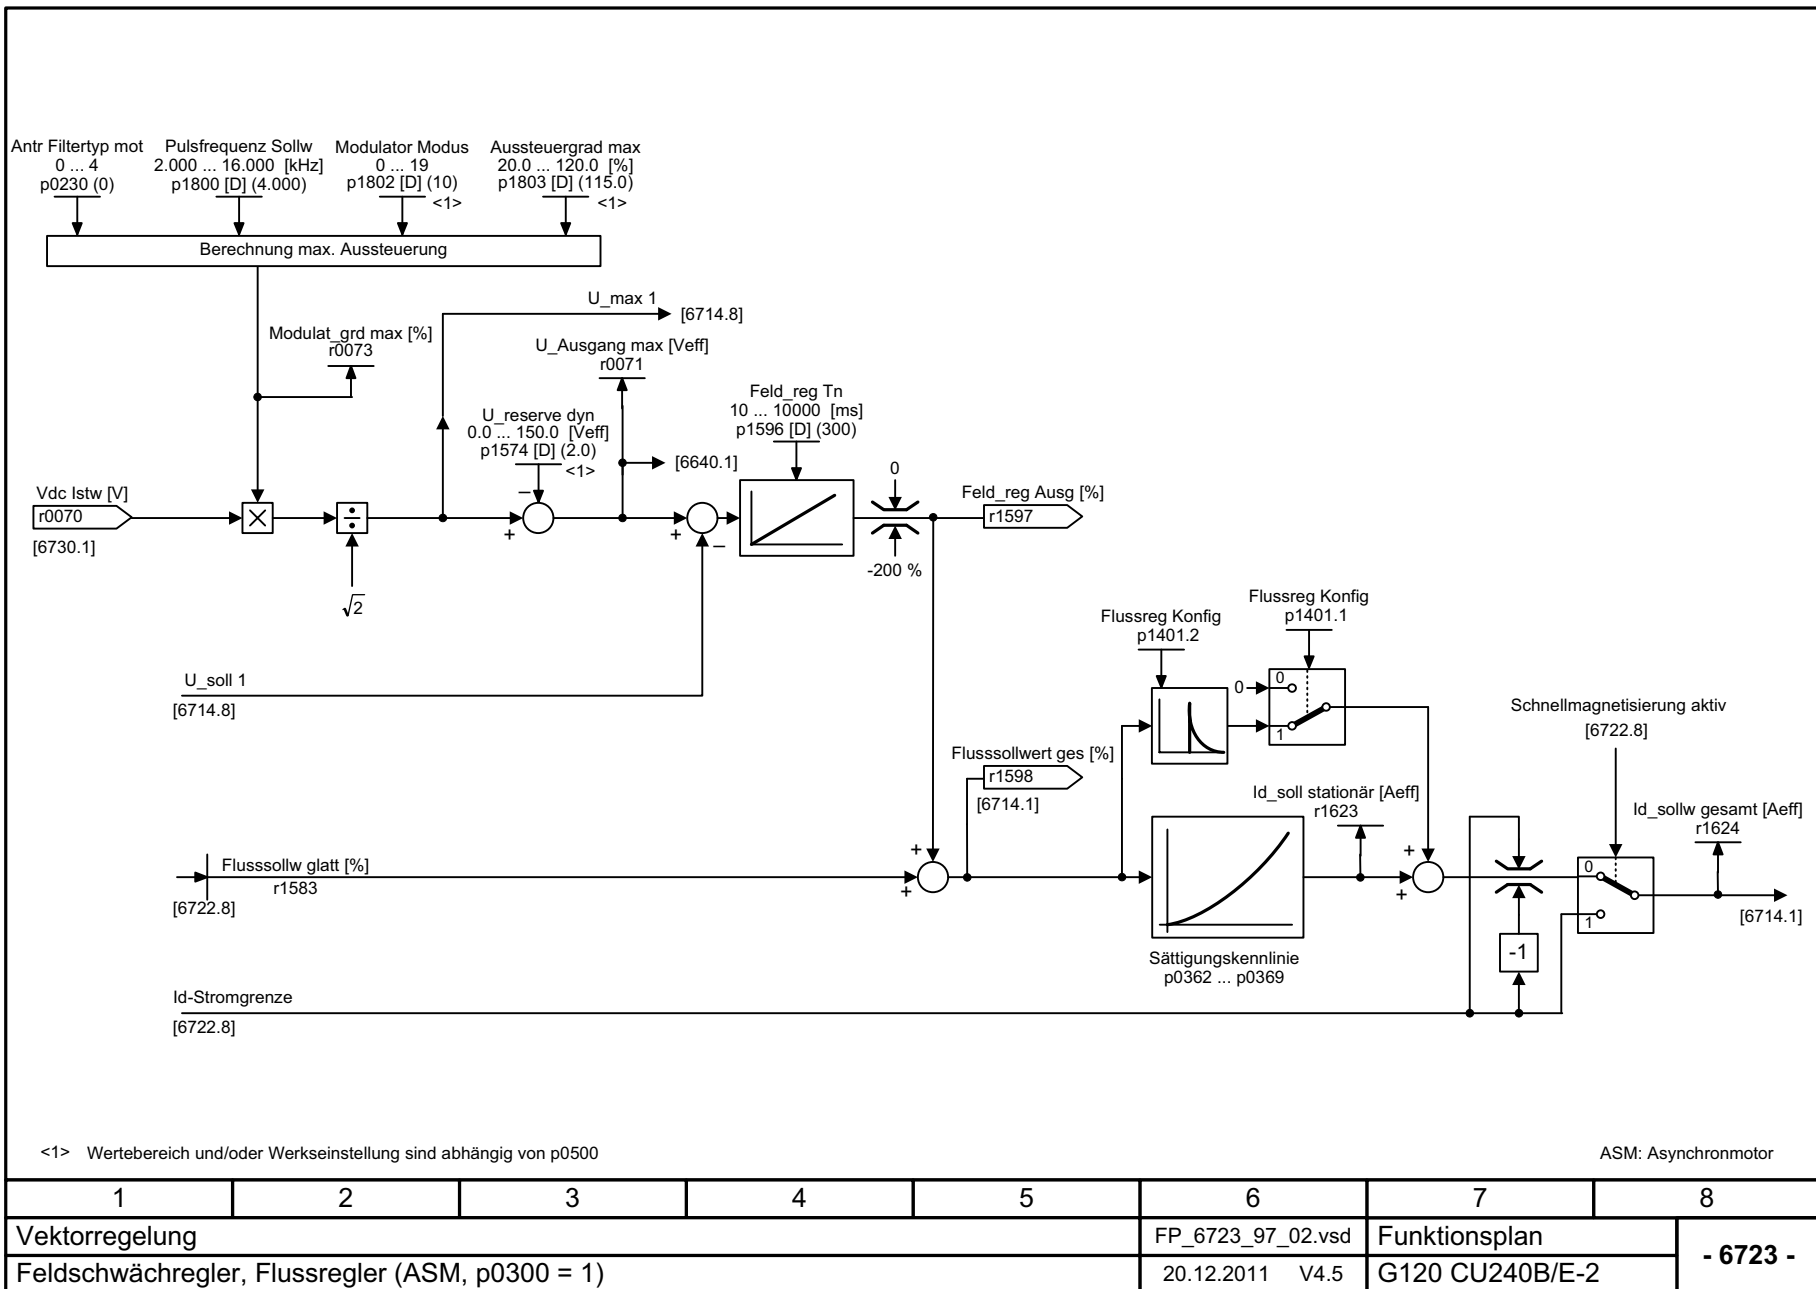 Antr Filtertyp mot
0 ... 4
p0230 (0)
Pulsfrequenz Sollw
2.000 ... 16.000 [kHz]
p1800 [D] (4.000)
Modulator Modus
0 ... 19
p1802 [D] (10)
<1>
Aussteuergrad max
20.0 ... 120.0 [%]
p1803 [D] (115.0)
<1>
Berechnung max. Aussteuerung
U_max 1
[6714.8]
Modulat_grd max [%]
r0073
U_Ausgang max [Veff]
r0071
U_reserve dyn
0.0 ... 150.0 [Veff]
p1574 [D] (2.0)
<1>
[6640.1]
Feld_reg Tn
10 ... 10000 [ms]
p1596 [D] (300)
0
-200 %
Feld_reg Ausg [%]
r1597
Vdc Istw [V]
r0070
[6730.1]
×
÷
√2
–
+
+
–
U_soll 1
[6714.8]
Flussreg Konfig
p1401.2
Flussreg Konfig
p1401.1
0
0
1
Schnellmagnetisierung aktiv
[6722.8]
Flusssollwert ges [%]
r1598
[6714.1]
Id_soll stationär [Aeff]
r1623
Id_sollw gesamt [Aeff]
r1624
Flusssollw glatt [%]
r1583
[6722.8]
+
+
+
+
0
1
[6714.1]
-1
Sättigungskennlinie
p0362 ... p0369
Id-Stromgrenze
[6722.8]
<1> Wertebereich und/oder Werkseinstellung sind abhängig von p0500
ASM: Asynchronmotor
1 2 3 4 5 6 7 8
Vektorregelung
FP_6723_97_02.vsd
Funktionsplan
- 6723 -
Feldschwächregler, Flussregler (ASM, p0300 = 1)
20.12.2011 V4.5
G120 CU240B/E-2